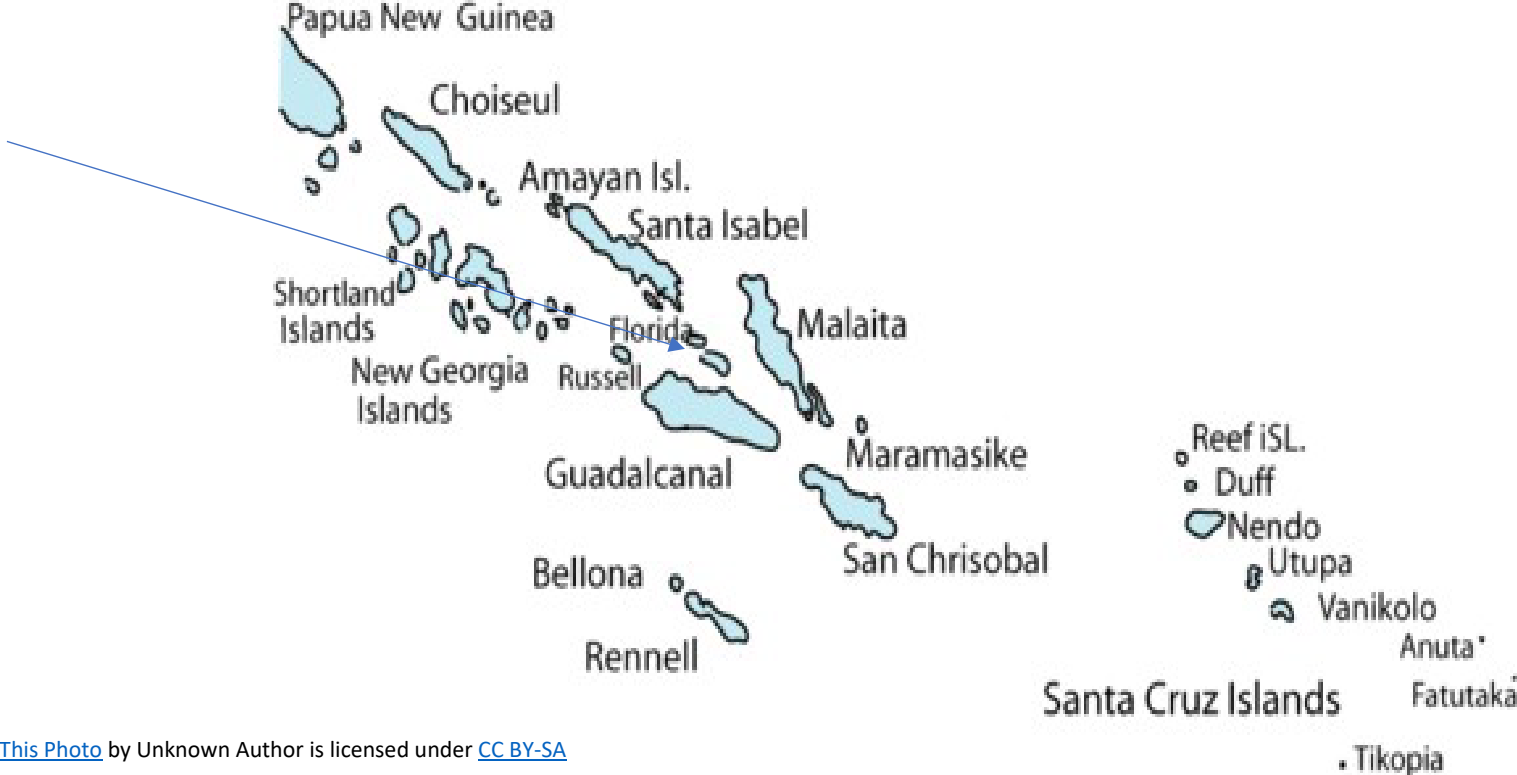 Papua New Guinea
Choiseul
Amayan Isl.
Santa Isabel
Shortland
Islands
Florida
Malaita
New Georgia
Islands
Russell
Guadalcanal
Maramasike
Reef iSL.
Duff
Nendo
San Chrisobal
Utupa
Bellona
Vanikolo
Rennell
Anuta
Santa Cruz Islands
Fatutaka
Tikopia
This Photo by Unknown Author is licensed under CC BY-SA